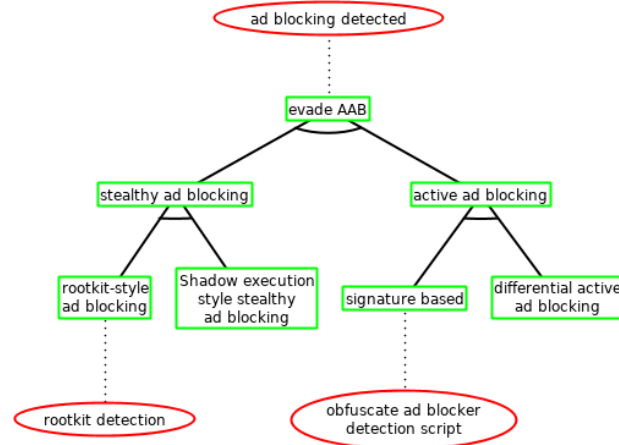 ad blocking detected
evade AAB
stealthy ad blocking
active ad blocking
rootkit-style
ad blocking
Shadow execution
style stealthy
ad blocking
signature based
differential active
ad blocking
rootkit detection
obfuscate ad blocker
detection script